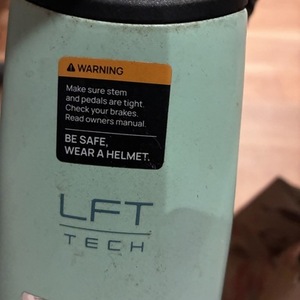 WARNING
Make sure stem
and pedals are tight.
Check your brakes.
Read owners manual.
BE SAFE,
WEAR A HELMET.
LFT
TECH